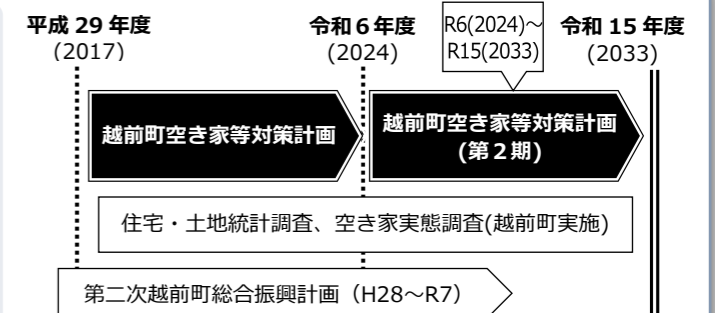 平成 29 年度
(2017)
令和６年度
(2024)
R6(2024)～
R15(2033)
令和 15 年度
(2033)
越前町空き家等対策計画
越前町空き家等対策計画
(第２期)
住宅・土地統計調査、空き家実態調査(越前町実施)
第二次越前町総合振興計画（H28～R7）